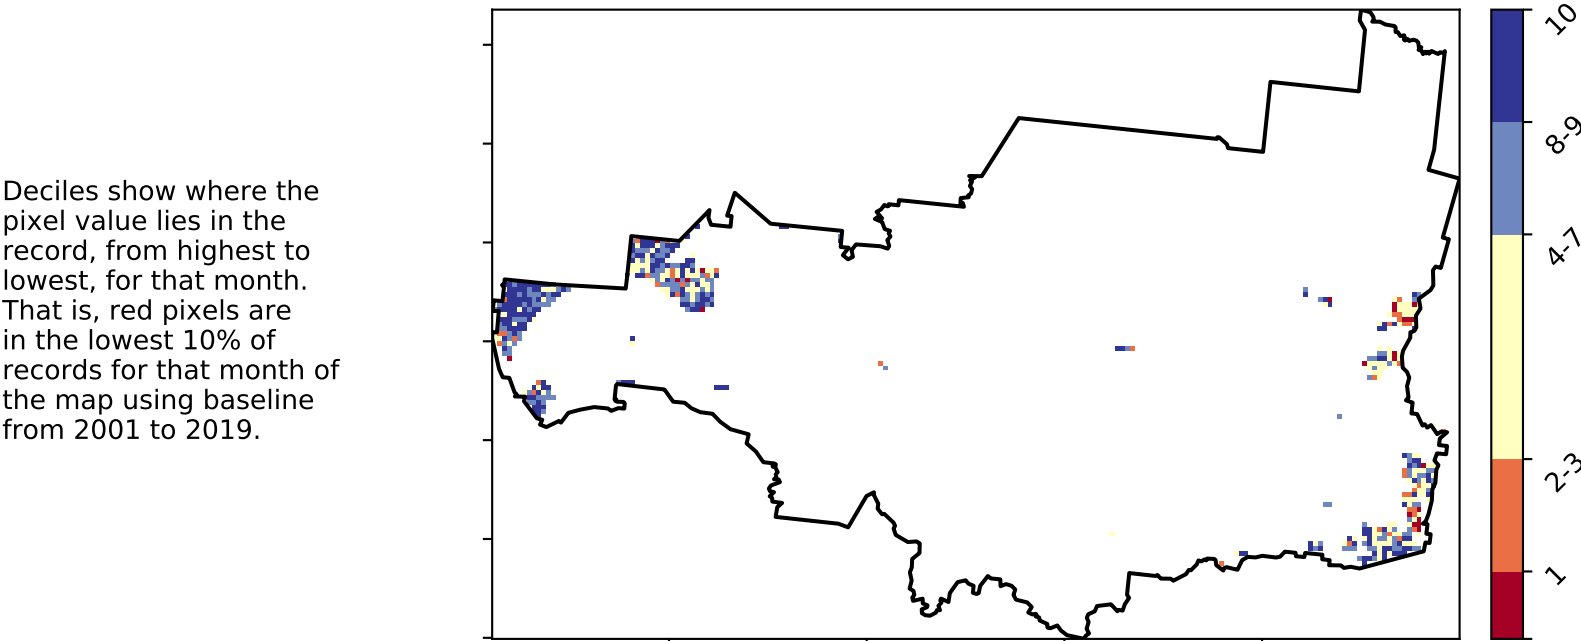 Deciles show where the
pixel value lies in the
record, from highest to
lowest, for that month.
That is, red pixels are
in the lowest 10% of
records for that month of
the map using baseline
from 2001 to 2019.
10
8-9
4-7
2-3
1